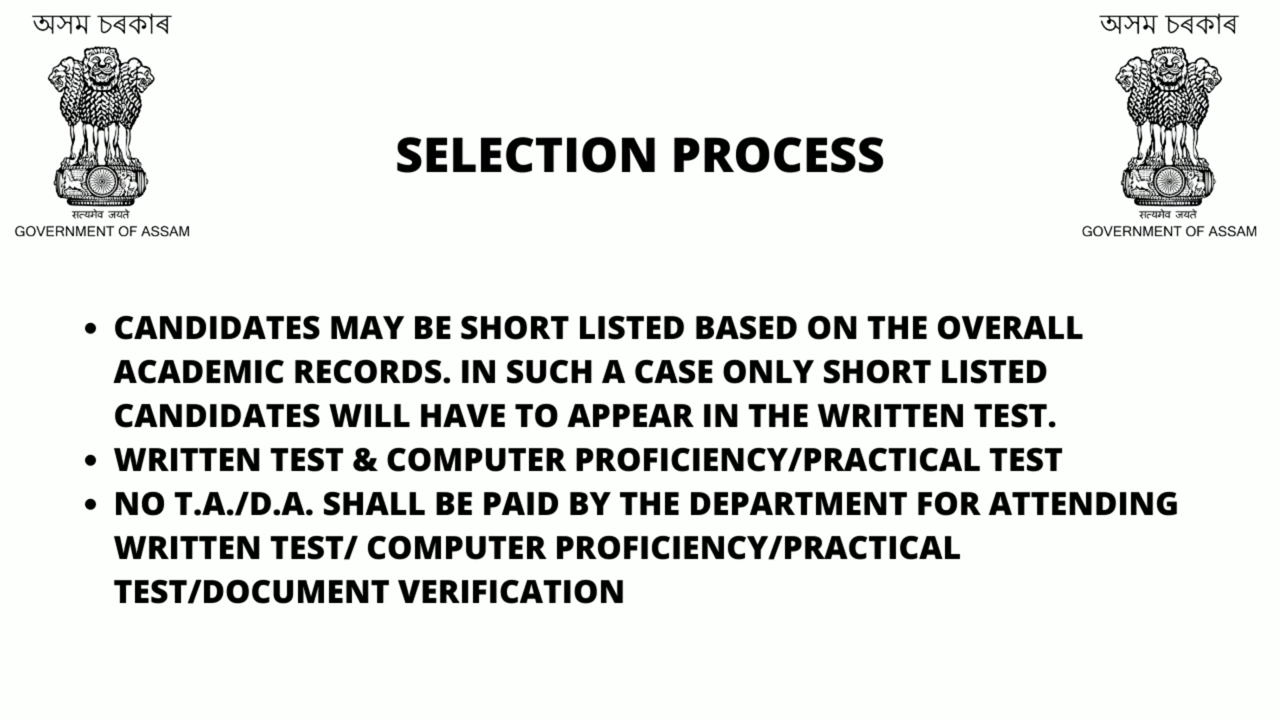 অসম চৰকাৰ
सत्यमेव जयते
GOVERNMENT OF ASSAM
অসম চৰকাৰ
सत्यमेव जयते
GOVERNMENT OF ASSAM
SELECTION PROCESS
• CANDIDATES MAY BE SHORT LISTED BASED ON THE OVERALL
ACADEMIC RECORDS. IN SUCH A CASE ONLY SHORT LISTED
CANDIDATES WILL HAVE TO APPEAR IN THE WRITTEN TEST.
• WRITTEN TEST & COMPUTER PROFICIENCY/PRACTICAL TEST
• NO T.A./D.A. SHALL BE PAID BY THE DEPARTMENT FOR ATTENDING
WRITTEN TEST/ COMPUTER PROFICIENCY/PRACTICAL
TEST/DOCUMENT VERIFICATION